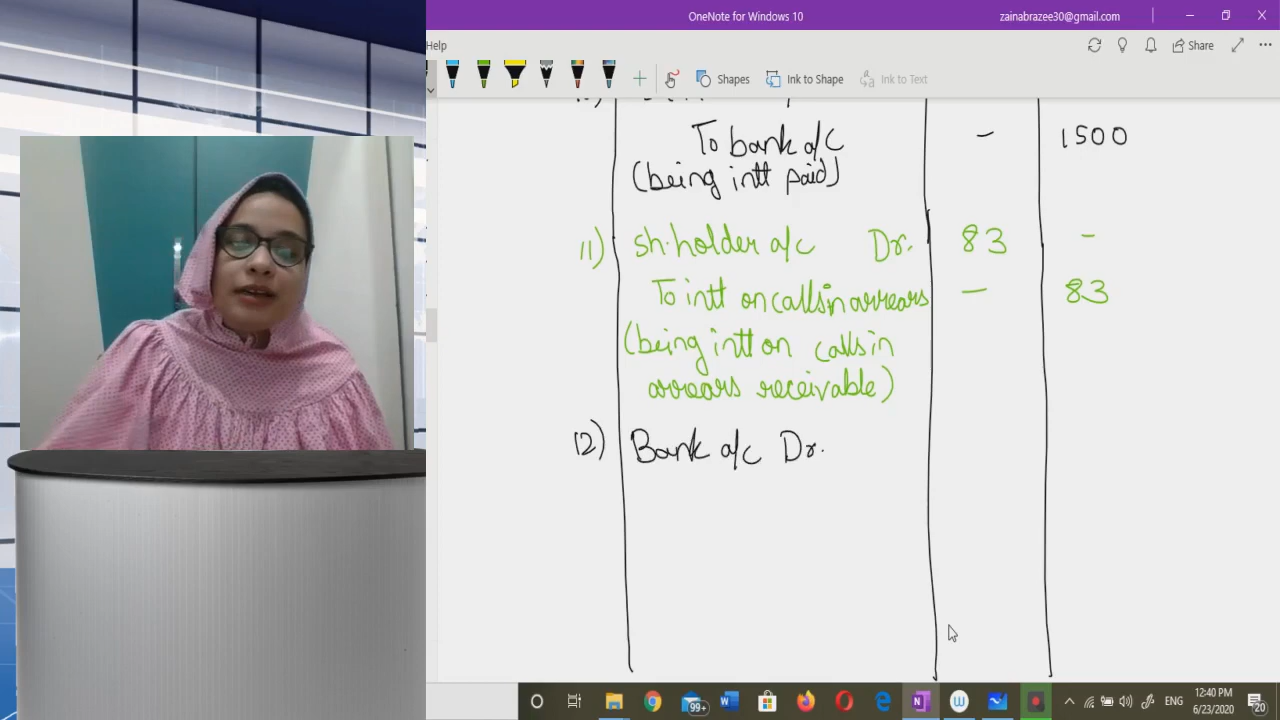 OneNote for Windows 10
zainabrazee30@gmail.com
Help
Share
Shapes
Ink to Shape
Ink to Text
To bank a/c - 1500
(being intt paid)
11) sh.holder a/c Dr. 83 -
To intt on calls in arrears - 83
(being intt on calls in
arrears receivable)
12) Bank a/c Dr.
99+
ENG
12:40 PM
6/23/2020
20